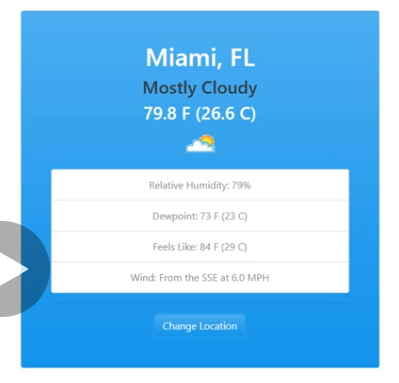 Miami, FL
Mostly Cloudy
79.8 F (26.6 C)
Relative Humidity: 79%
Dewpoint: 73 F (23 C)
Feels Like: 84 F (29 C)
Wind: From the SSE at 6.0 MPH
Change Location